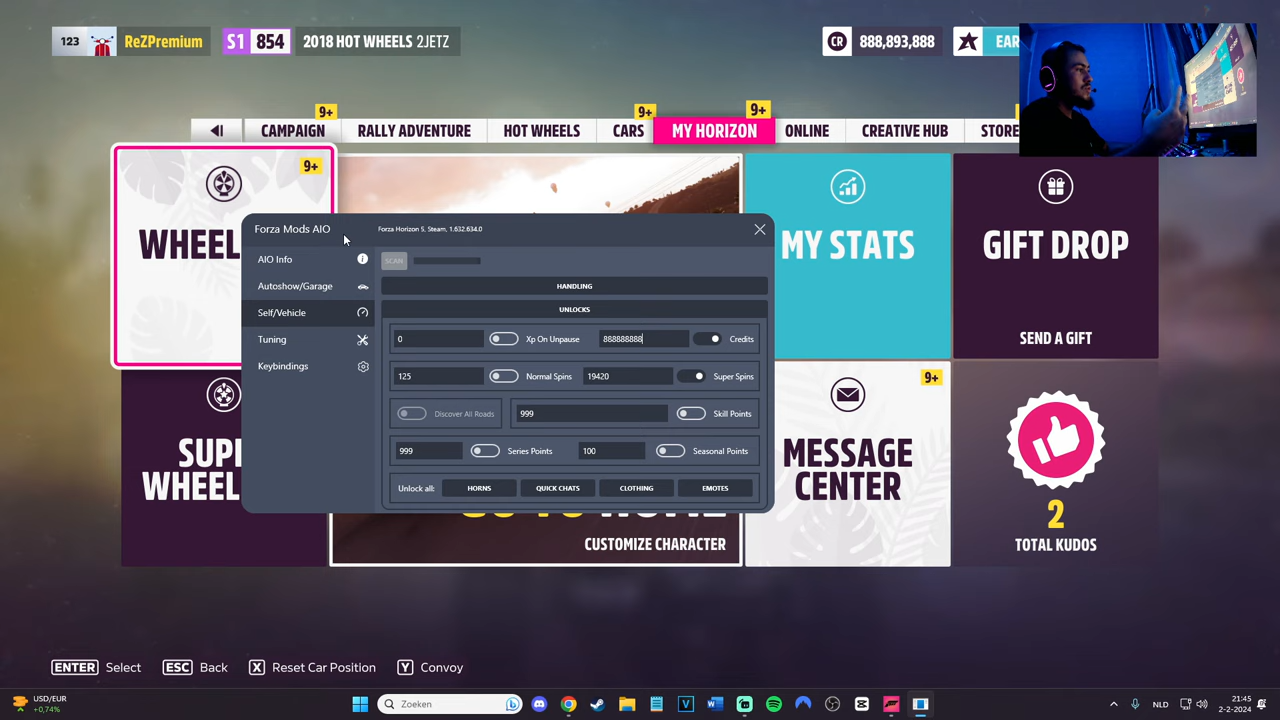 123 ReZPremium S1 854 2018 HOT WHEELS 2JETZ CR 888,893,888
9+ 9+ 9+
CAMPAIGN RALLY ADVENTURE HOT WHEELS CARS MY HORIZON ONLINE CREATIVE HUB
9+
MY STATS
GIFT DROP
SEND A GIFT
Forza Mods AIO Forza Horizon 5, Steam, 1.632.634.0
AIO Info
Autoshow/Garage
Self/Vehicle
Tuning
Keybindings
SCAN
HANDLING
UNLOCKS
0 Xp On Unpause 888888888 Credits
125 Normal Spins 19420 Super Spins
Discover All Roads 999 Skill Points
999 Series Points 100 Seasonal Points
Unlock all: HORNS QUICK CHATS CLOTHING EMOTES
CUSTOMIZE CHARACTER
9+
MESSAGE
CENTER
2
TOTAL KUDOS
ENTER Select ESC Back X Reset Car Position Y Convoy
USD/EUR
+0,74%
Zoeken
NLD
21:45
2-2-2024